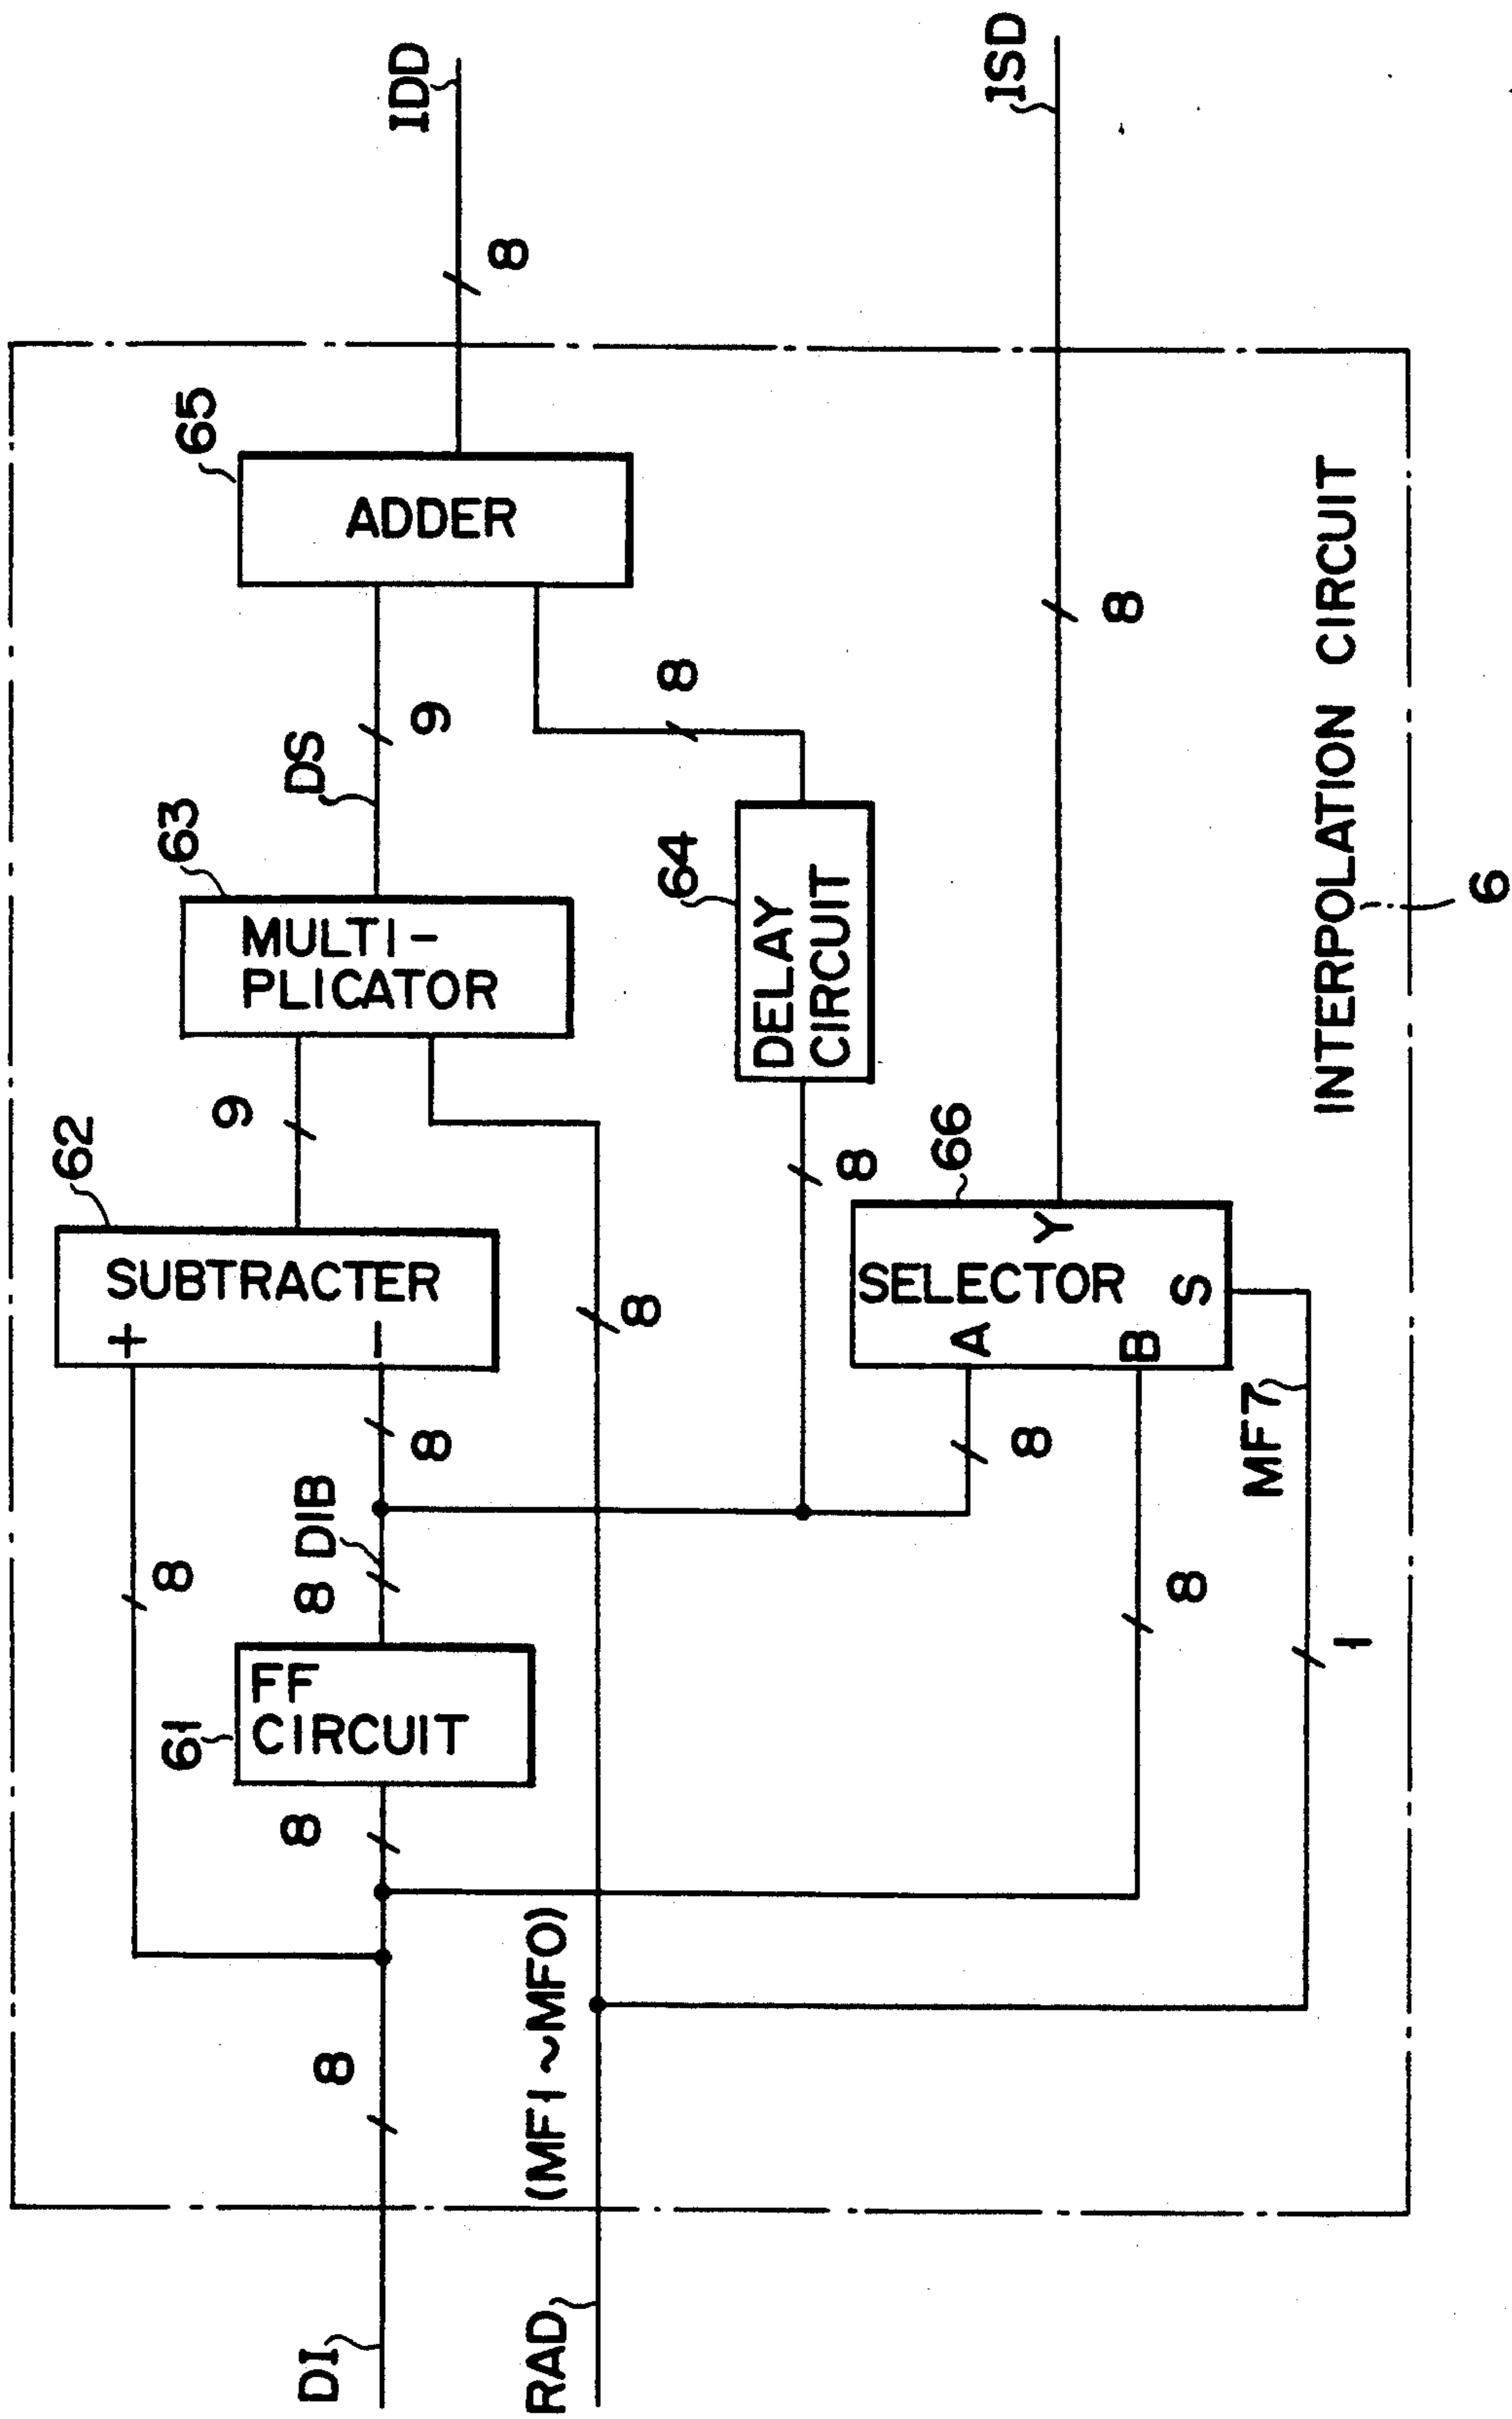 65
IDD
62
63
ADDER
8
SUBTRACTER
MULTI-
PLICATOR
DS
+
−
9
9
8
61
FF
CIRCUIT
8
8
DIB
8
8
8
DI
64
8
DELAY
CIRCUIT
8
8
(MF1~MF0)
RAD
66
ISD
SELECTOR
A
B
Y
S
8
8
8
MF7
1
INTERPOLATION CIRCUIT
6